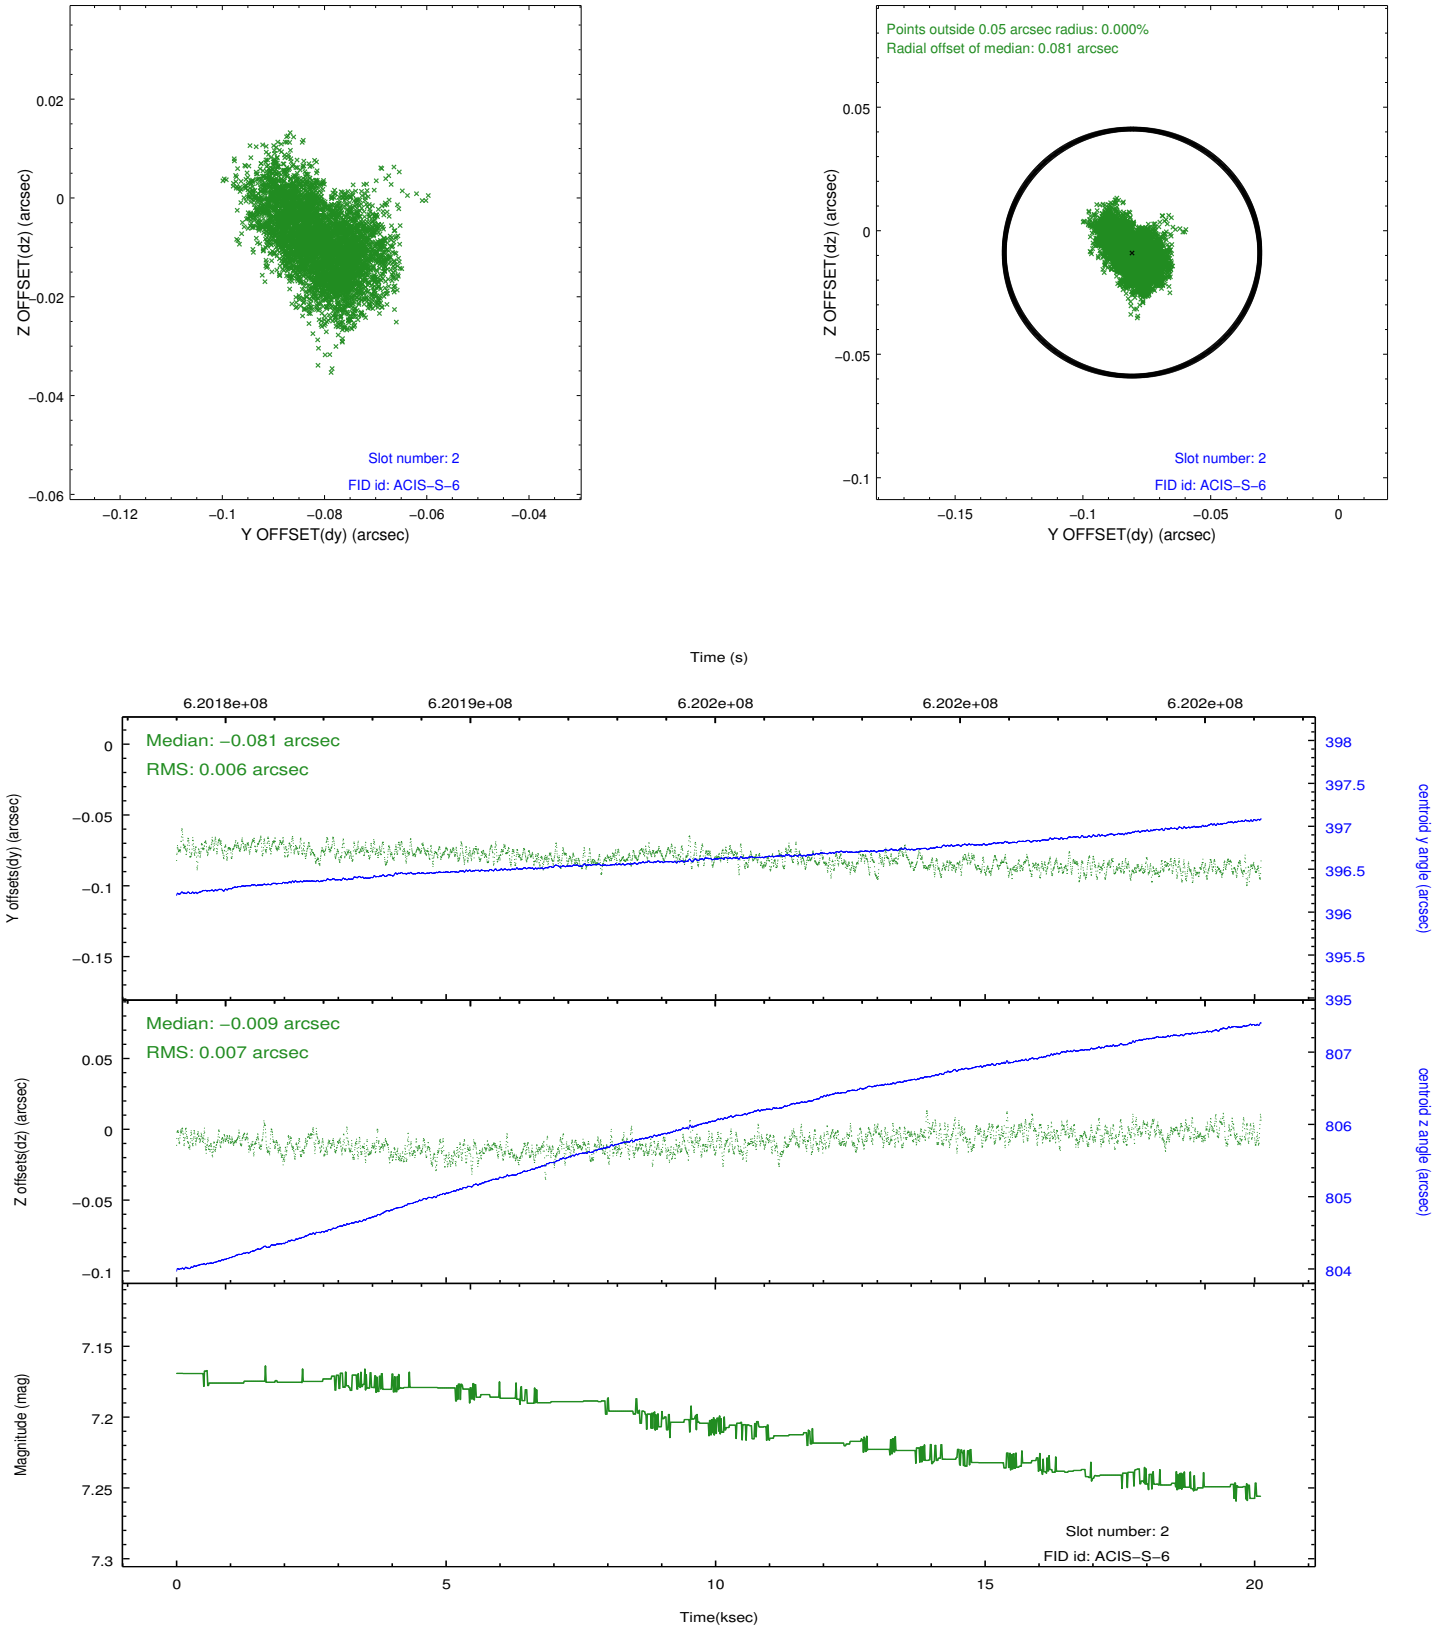 0.02
0
−0.02
−0.04
−0.06
Z OFFSET(dz) (arcsec)
Slot number: 2
FID id: ACIS−S−6
−0.12 −0.1 −0.08 −0.06 −0.04
Y OFFSET(dy) (arcsec)
Points outside 0.05 arcsec radius: 0.000%
Radial offset of median: 0.081 arcsec
0.05
0
−0.05
−0.1
Z OFFSET(dz) (arcsec)
Slot number: 2
FID id: ACIS−S−6
−0.15 −0.1 −0.05 0
Y OFFSET(dy) (arcsec)
Time (s)
6.2018e+08 6.2019e+08 6.202e+08 6.202e+08 6.202e+08
Median: −0.081 arcsec
RMS: 0.006 arcsec
0
−0.05
−0.1
−0.15
Y offsets(dy) (arcsec)
398
397.5
397
396.5
396
395.5
395
centroid y angle (arcsec)
Median: −0.009 arcsec
RMS: 0.007 arcsec
0.05
0
−0.05
−0.1
Z offsets(dz) (arcsec)
807
806
805
804
centroid z angle (arcsec)
7.15
7.2
7.25
7.3
Magnitude (mag)
Slot number: 2
FID id: ACIS−S−6
0 5 10 15 20
Time(ksec)